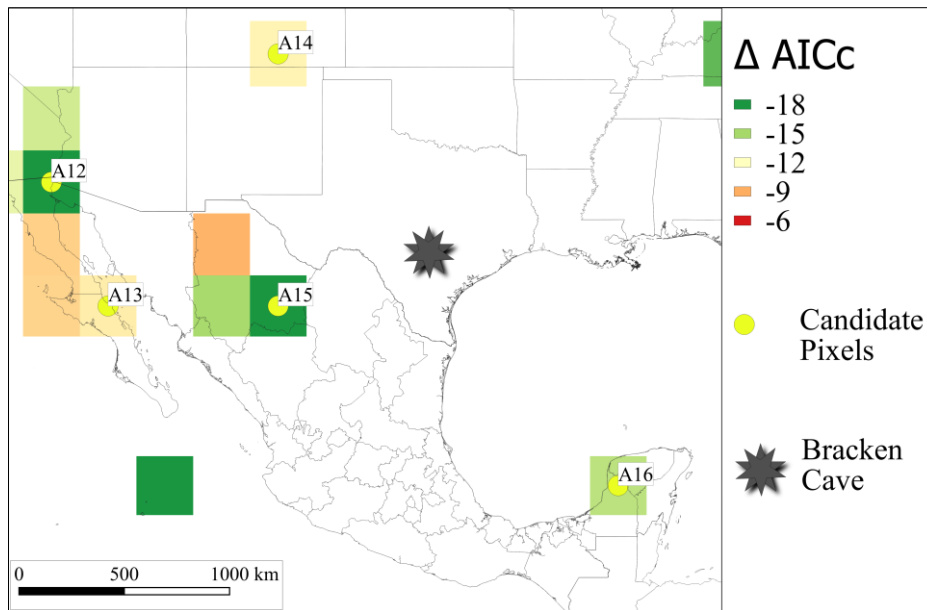 A14
Δ AICc
-18
-15
-12
-9
-6
A12
A13
A15
Candidate
Pixels
Bracken
Cave
A16
0 500 1000 km